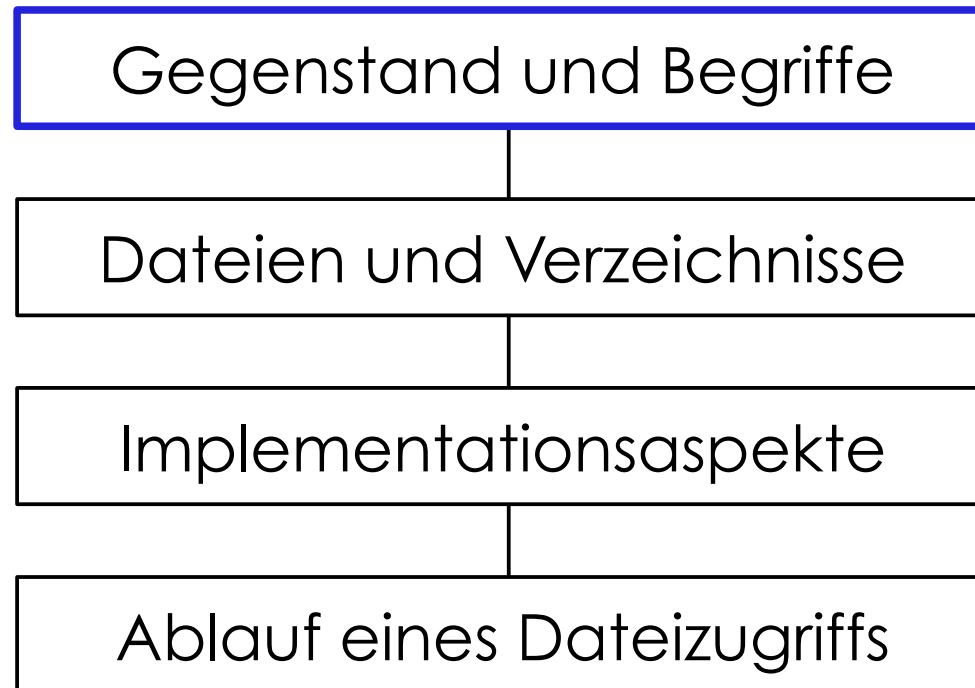 Gegenstand und Begriffe
Dateien und Verzeichnisse
Implementationsaspekte
Ablauf eines Dateizugriffs